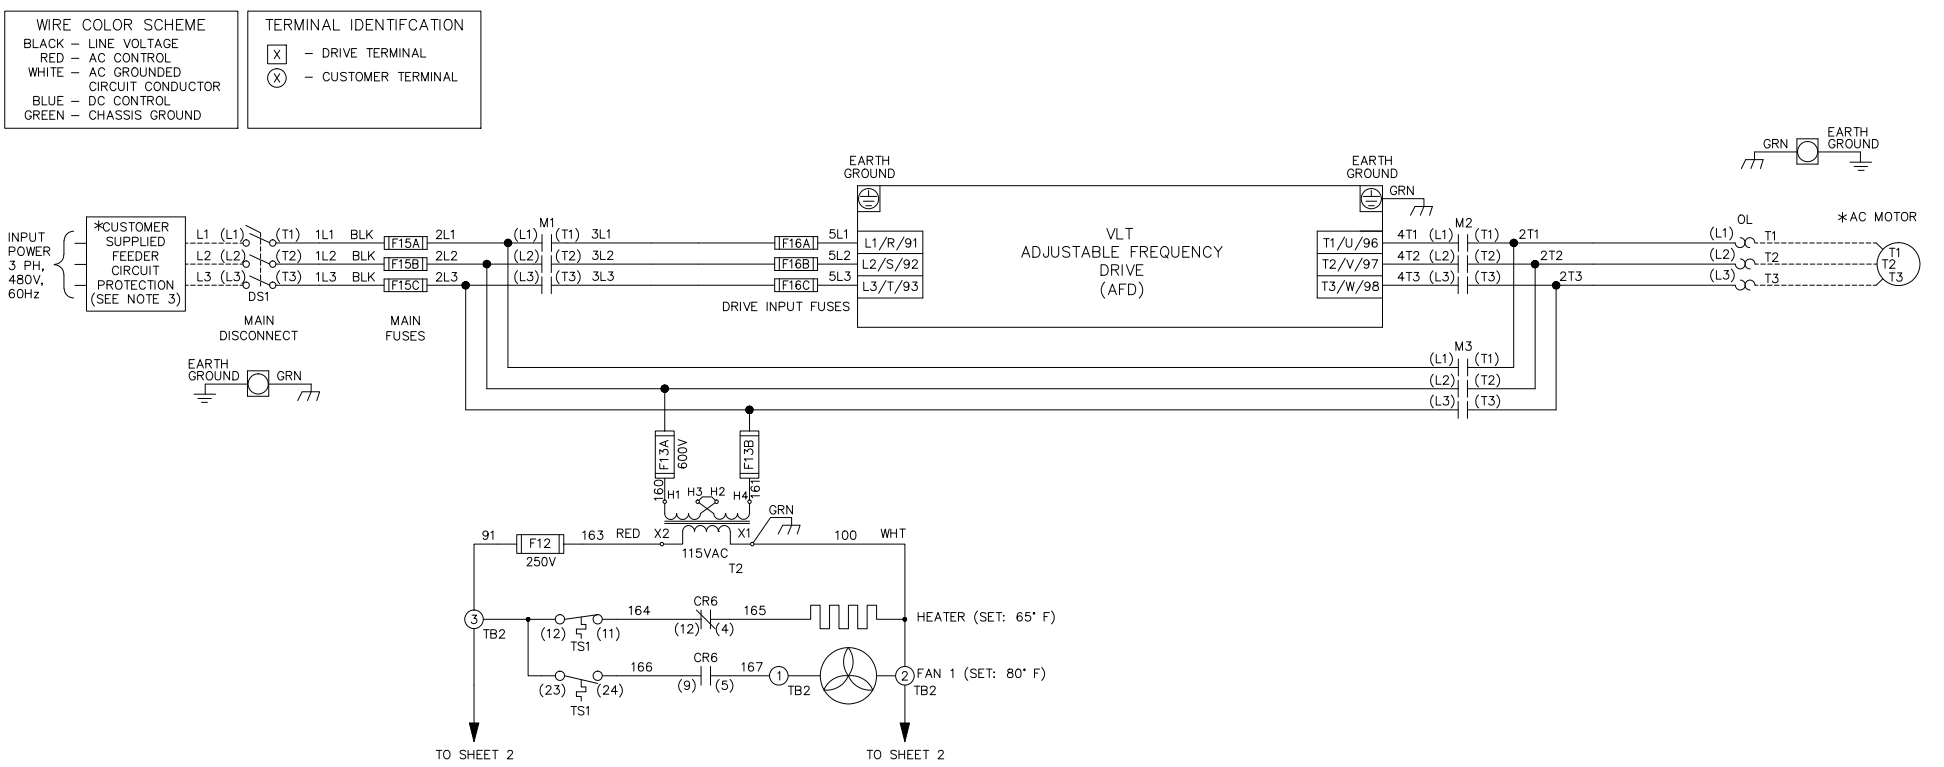 WIRE COLOR SCHEME
BLACK – LINE VOLTAGE
RED – AC CONTROL
WHITE – AC GROUNDED
CIRCUIT CONDUCTOR
BLUE – DC CONTROL
GREEN – CHASSIS GROUND
TERMINAL IDENTIFCATION
X – DRIVE TERMINAL
X – CUSTOMER TERMINAL
GRN
EARTH
GROUND
EARTH
GROUND
EARTH
GROUND
GRN
INPUT
POWER
3 PH,
480V,
60Hz
*CUSTOMER
SUPPLIED
FEEDER
CIRCUIT
PROTECTION
(SEE NOTE 3)
L1 (L1) (T1) 1L1 BLK F15A 2L1 (L1) M1 (T1) 3L1 F16A 5L1 L1/R/91
L2 (L2) (T2) 1L2 BLK F15B 2L2 (L2) (T2) 3L2 F16B 5L2 L2/S/92
L3 (L3) (T3) 1L3 BLK F15C 2L3 (L3) (T3) 3L3 F16C 5L3 L3/T/93
DS1
MAIN
DISCONNECT
MAIN
FUSES
DRIVE INPUT FUSES
VLT
ADJUSTABLE FREQUENCY
DRIVE
(AFD)
T1/U/96 4T1 (L1) M2 (T1) 2T1 (L1) OL T1
T2/V/97 4T2 (L2) (T2) 2T2 (L2) T2
T3/W/98 4T3 (L3) (T3) 2T3 (L3) T3
*AC MOTOR
T1
T2
T3
EARTH
GROUND
GRN
M3
(L1) (T1)
(L2) (T2)
(L3) (T3)
F13A
600V
F13B
160
161
H1 H3 H2 H4
GRN
91 F12 163 RED X2 X1 100 WHT
250V
115VAC
T2
3
TB2
(12) (11) 164 CR6 (12) (4) 165
TS1
HEATER (SET: 65° F)
(23) (24) 166 CR6 (9) (5) 167 1 TB2
TS1
2
TB2
FAN 1 (SET: 80° F)
TO SHEET 2
TO SHEET 2